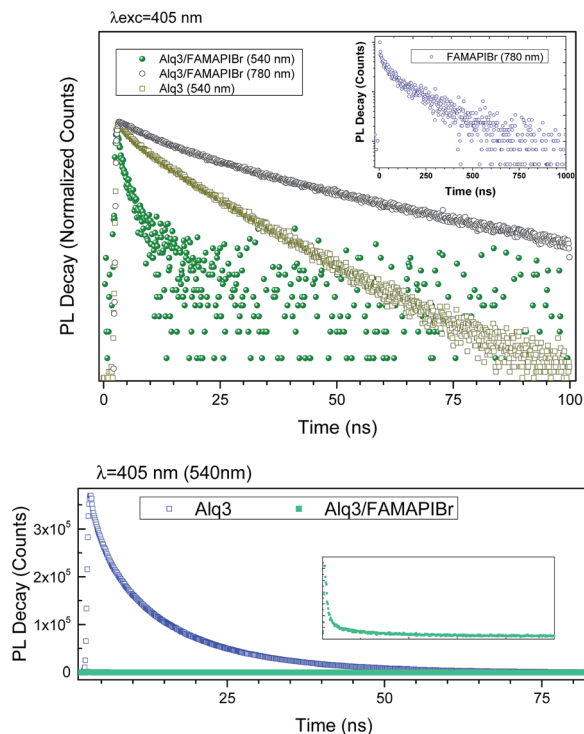 λexc=405 nm
Alq3/FAMAPIBr (540 nm)
Alq3/FAMAPIBr (780 nm)
Alq3 (540 nm)
FAMAPIBr (780 nm)
PL Decay (Counts)
0 250 500 750 1000
Time (ns)
PL Decay (Normalized Counts)
0 25 50 75 100
Time (ns)
λ=405 nm (540nm)
Alq3 Alq3/FAMAPIBr
PL Decay (Counts)
3x10⁵
2x10⁵
1x10⁵
0
25 50 75
Time (ns)